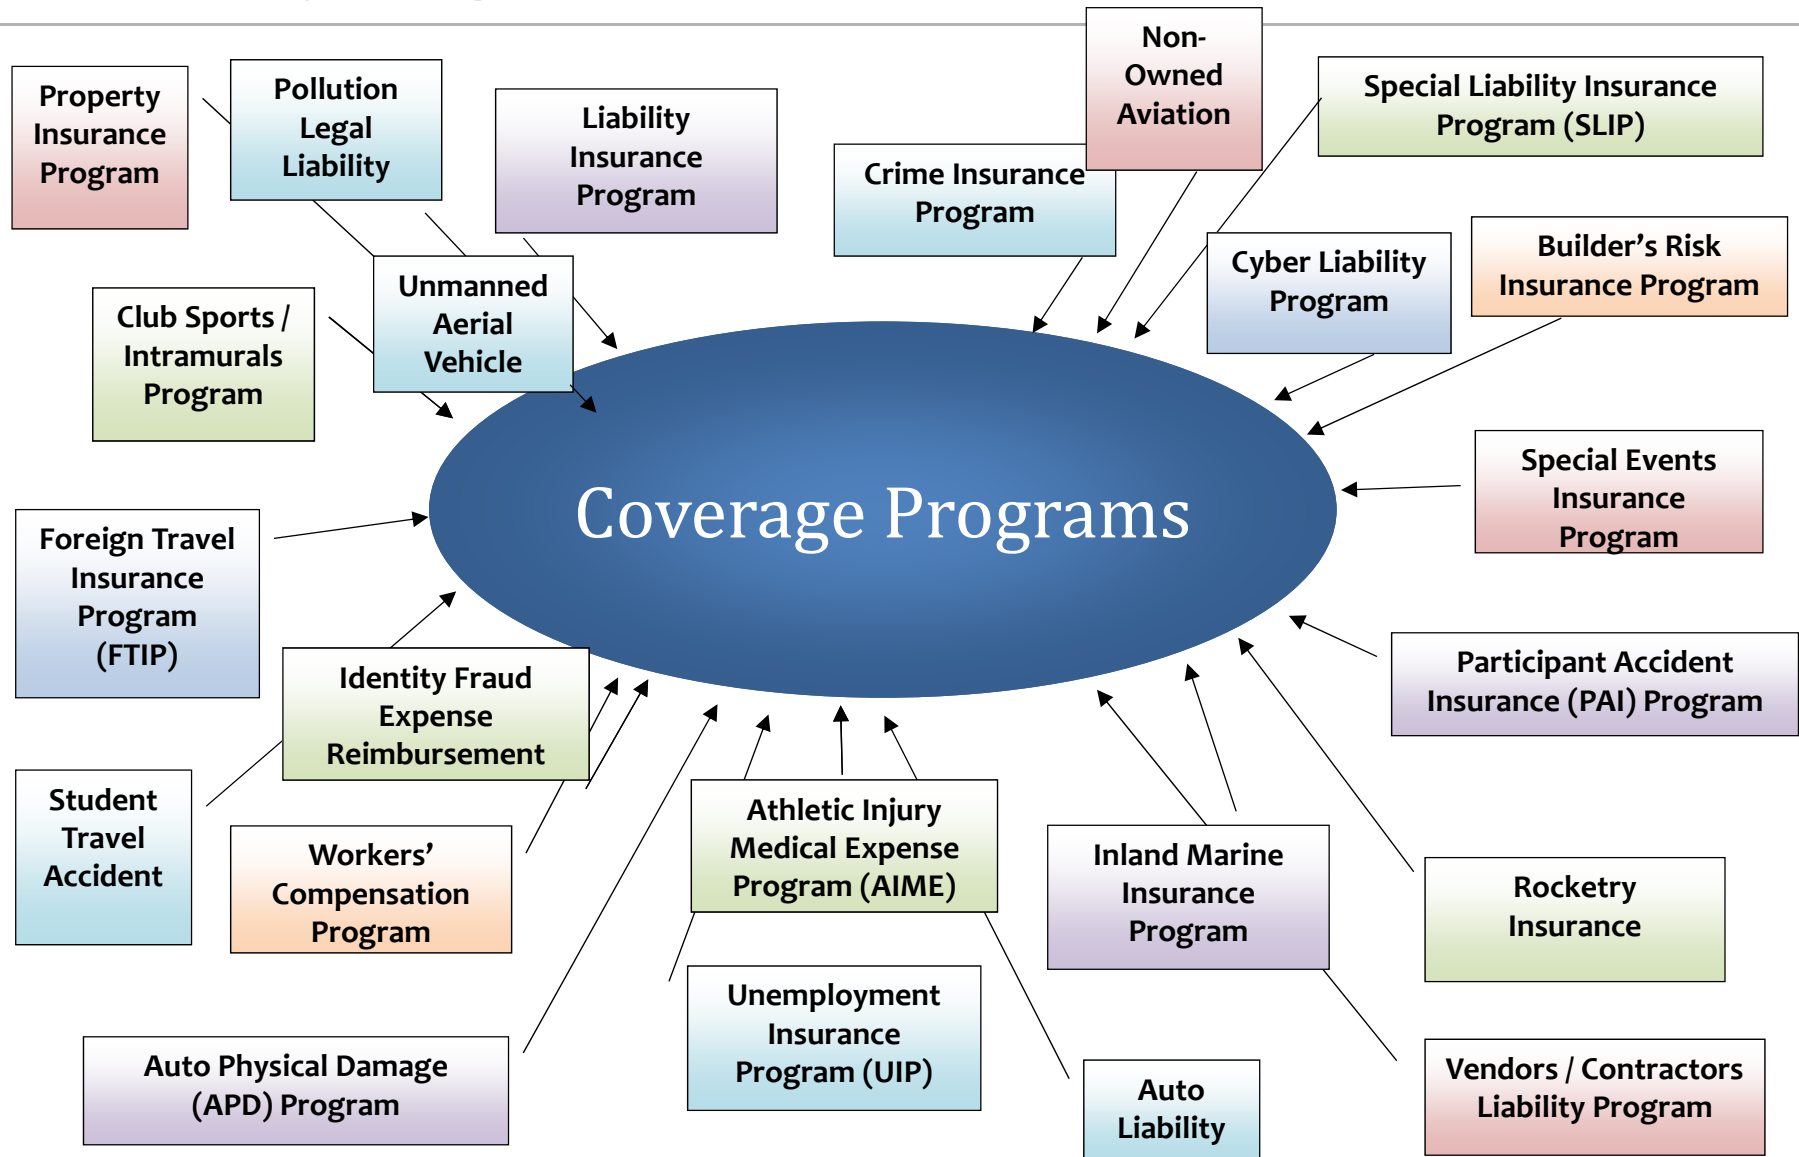 Property
Insurance
Program
Pollution
Legal
Liability
Liability
Insurance
Program
Crime Insurance
Program
Non-
Owned
Aviation
Special Liability Insurance
Program (SLIP)
Club Sports /
Intramurals
Program
Unmanned
Aerial
Vehicle
Cyber Liability
Program
Builder’s Risk
Insurance Program
Coverage Programs
Special Events
Insurance
Program
Foreign Travel
Insurance
Program
(FTIP)
Identity Fraud
Expense
Reimbursement
Participant Accident
Insurance (PAI) Program
Student
Travel
Accident
Workers’
Compensation
Program
Athletic Injury
Medical Expense
Program (AIME)
Inland Marine
Insurance
Program
Rocketry
Insurance
Auto Physical Damage
(APD) Program
Unemployment
Insurance
Program (UIP)
Auto
Liability
Vendors / Contractors
Liability Program